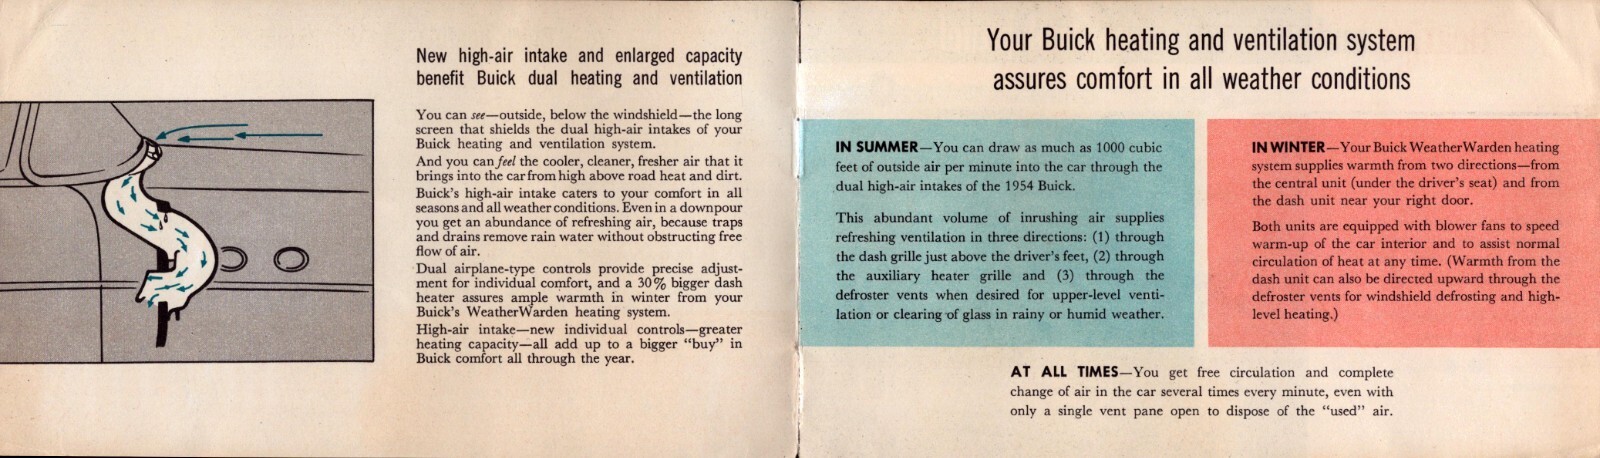 New high-air intake and enlarged capacity
benefit Buick dual heating and ventilation
You can see—outside, below the windshield—the long
screen that shields the dual high-air intakes of your
Buick heating and ventilation system.
And you can feel the cooler, cleaner, fresher air that it
brings into the car from high above road heat and dirt.
Buick's high-air intake caters to your comfort in all
seasons and all weather conditions. Even in a downpour
you get an abundance of refreshing air, because traps
and drains remove rain water without obstructing free
flow of air.
Dual airplane-type controls provide precise adjust-
ment for individual comfort, and a 30% bigger dash
heater assures ample warmth in winter from your
Buick's WeatherWarden heating system.
High-air intake—new individual controls—greater
heating capacity—all add up to a bigger "buy" in
Buick comfort all through the year.
Your Buick heating and ventilation system
assures comfort in all weather conditions
IN SUMMER—You can draw as much as 1000 cubic
feet of outside air per minute into the car through the
dual high-air intakes of the 1954 Buick.
This abundant volume of inrushing air supplies
refreshing ventilation in three directions: (1) through
the dash grille just above the driver's feet, (2) through
the auxiliary heater grille and (3) through the
defroster vents when desired for upper-level venti-
lation or clearing of glass in rainy or humid weather.
IN WINTER—Your Buick WeatherWarden heating
system supplies warmth from two directions—from
the central unit (under the driver's seat) and from
the dash unit near your right door.
Both units are equipped with blower fans to speed
warm-up of the car interior and to assist normal
circulation of heat at any time. (Warmth from the
dash unit can also be directed upward through the
defroster vents for windshield defrosting and high-
level heating.)
AT ALL TIMES—You get free circulation and complete
change of air in the car several times every minute, even with
only a single vent pane open to dispose of the "used" air.